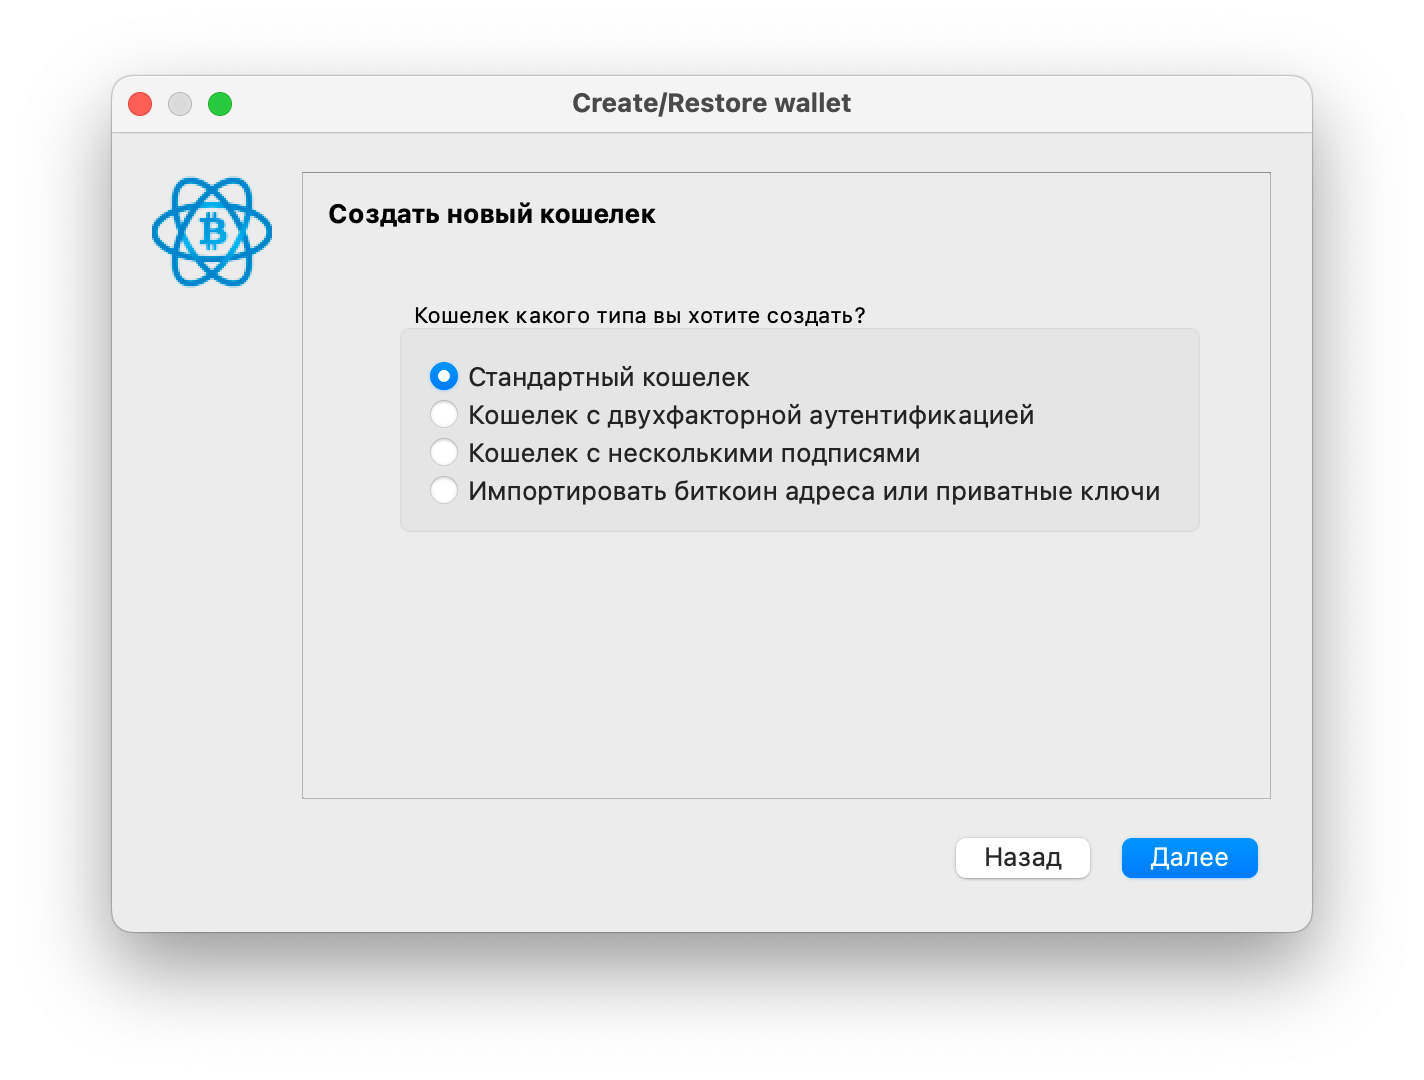 Create/Restore wallet
Создать новый кошелек
Кошелек какого типа вы хотите создать?
Стандартный кошелек
Кошелек с двухфакторной аутентификацией
Кошелек с несколькими подписями
Импортировать биткоин адреса или приватные ключи
Назад
Далее